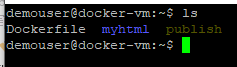 demouser@docker-vm:~$ ls
Dockerfile  myhtml  publish
demouser@docker-vm:~$